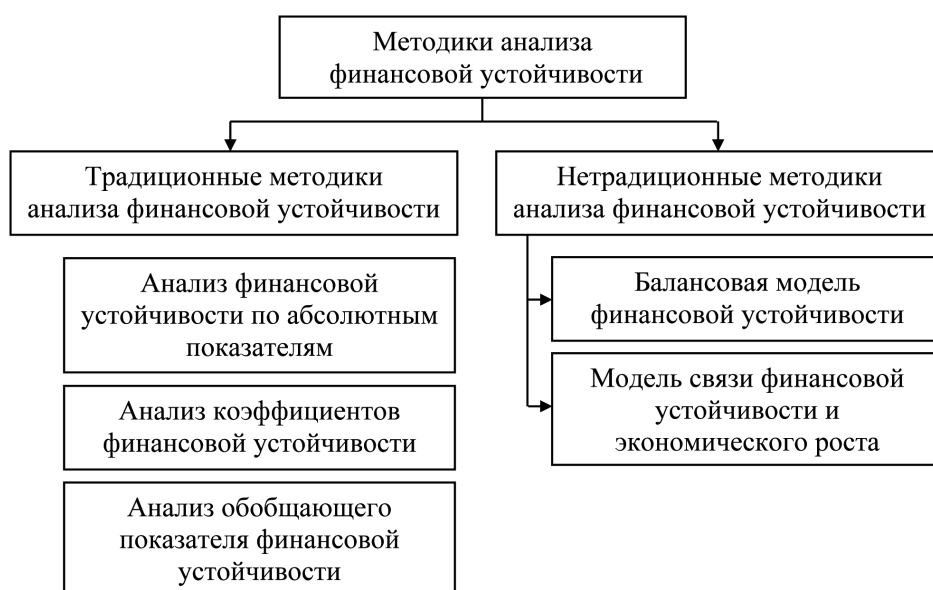 Методики анализа
финансовой устойчивости
Традиционные методики
анализа финансовой устойчивости
Анализ финансовой
устойчивости по абсолютным
показателям
Анализ коэффициентов
финансовой устойчивости
Анализ обобщающего
показателя финансовой
устойчивости
Нетрадиционные методики
анализа финансовой устойчивости
Балансовая модель
финансовой устойчивости
Модель связи финансовой
устойчивости и
экономического роста